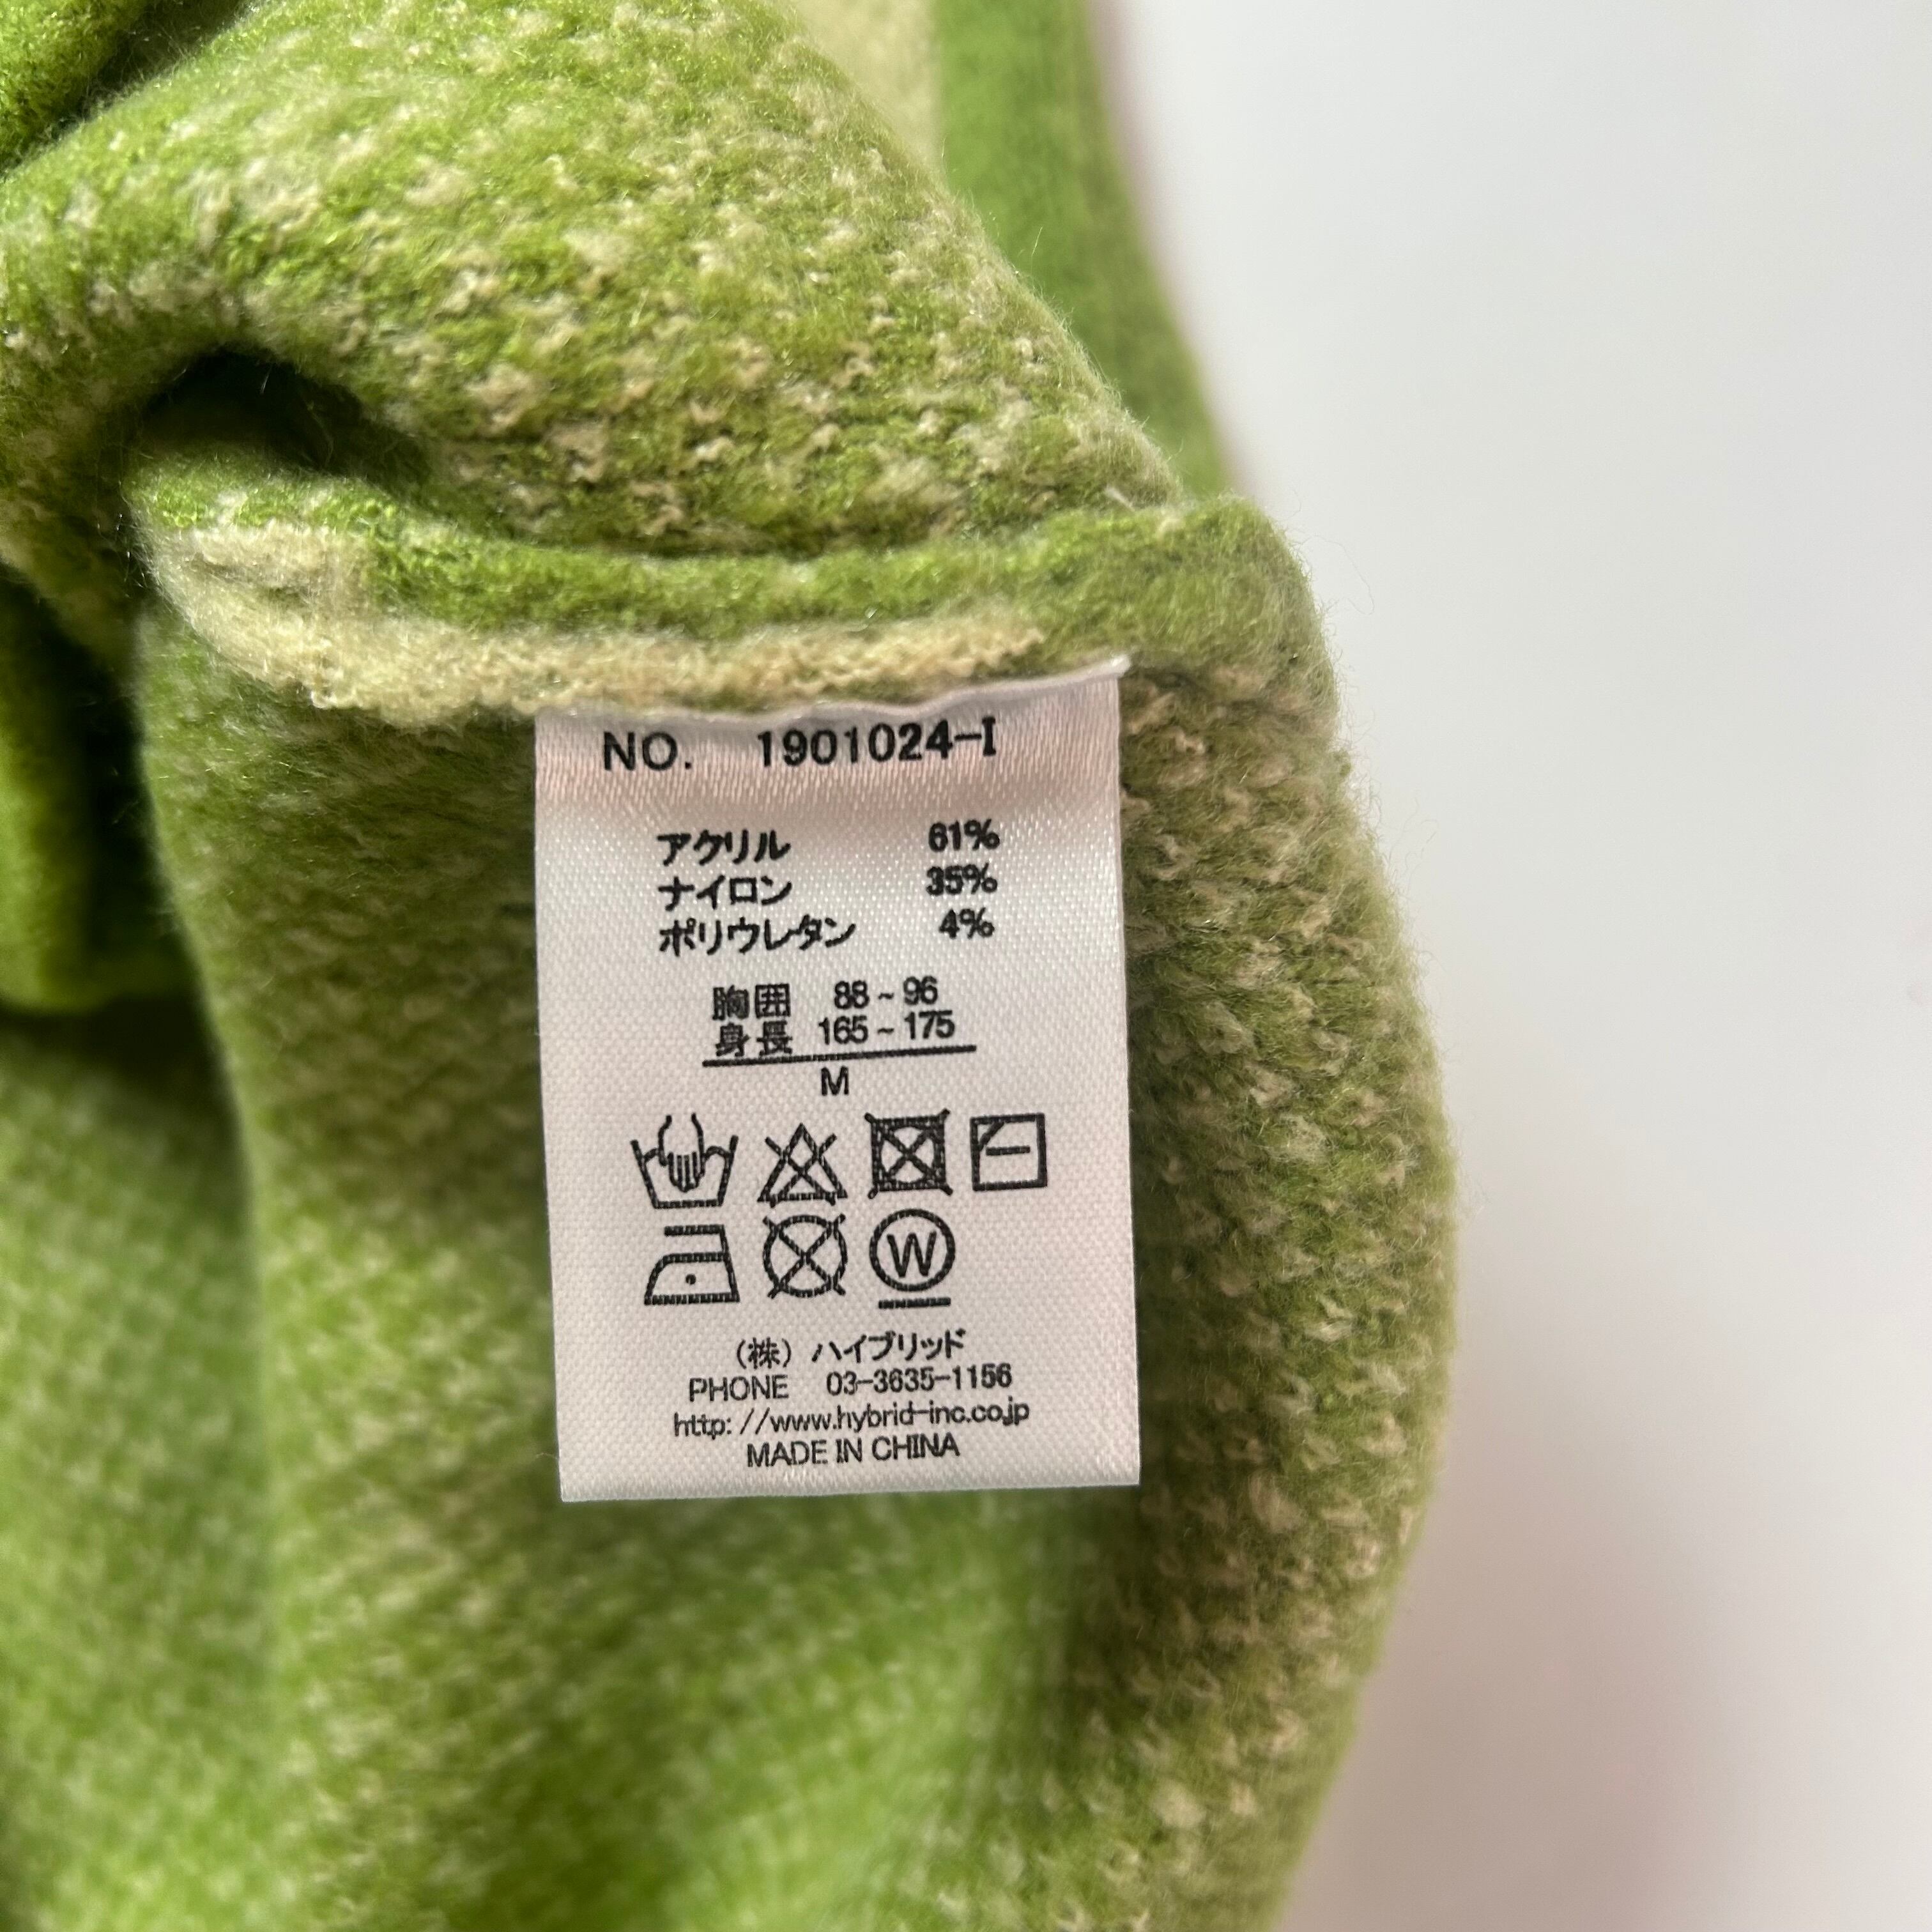 NO. 1901024-I
アクリル 61%
ナイロン 35%
ポリウレタン 4%
胸囲 88~96
身長 165~175
M
W
(株) ハイブリッド
PHONE 03-3635-1156
http://www.hybrid-inc.co.jp
MADE IN CHINA